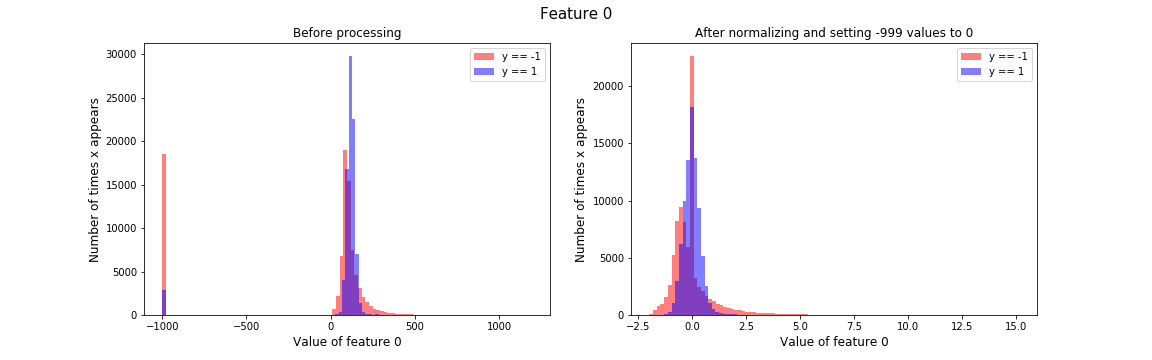 Feature 0
Before processing
Number of times x appears
30000
25000
20000
15000
10000
5000
0
−1000
−500
0
500
1000
Value of feature 0
y == -1
y == 1
After normalizing and setting -999 values to 0
Number of times x appears
20000
15000
10000
5000
0
−2.5
0.0
2.5
5.0
7.5
10.0
12.5
15.0
Value of feature 0
y == -1
y == 1